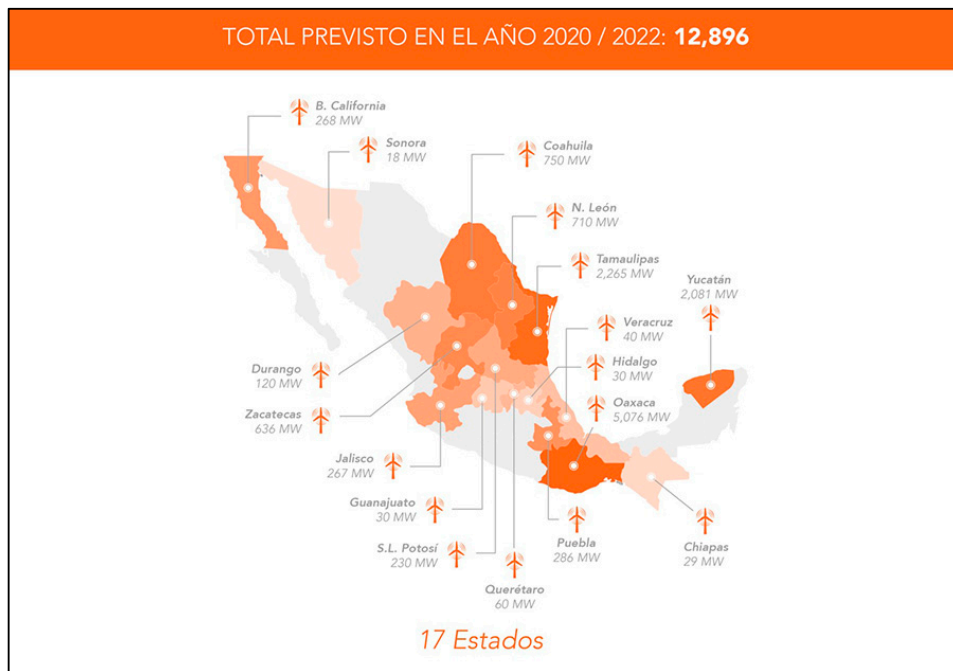 TOTAL PREVISTO EN EL AÑO 2020 / 2022: 12,896
B. California
268 MW
Sonora
18 MW
Coahuila
750 MW
N. León
710 MW
Tamaulipas
2,265 MW
Yucatán
2,081 MW
Veracruz
40 MW
Durango
120 MW
Hidalgo
30 MW
Zacatecas
636 MW
Oaxaca
5,076 MW
Jalisco
267 MW
Guanajuato
30 MW
S.L. Potosí
230 MW
Querétaro
60 MW
Puebla
286 MW
Chiapas
29 MW
17 Estados